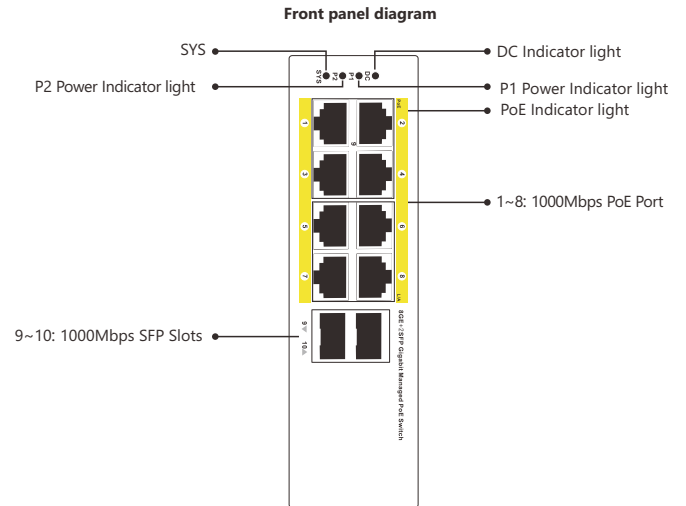 Front panel diagram
SYS
DC Indicator light
P2 Power Indicator light
P1 Power Indicator light
PoE Indicator light
SYS
P2
P1
DC
PoE
1
2
9
3
4
1~8: 1000Mbps PoE Port
5
6
7
8
L/A
9~10: 1000Mbps SFP Slots
9▼
10▲
8GE+2SFP Gigabit Managed PoE Switch